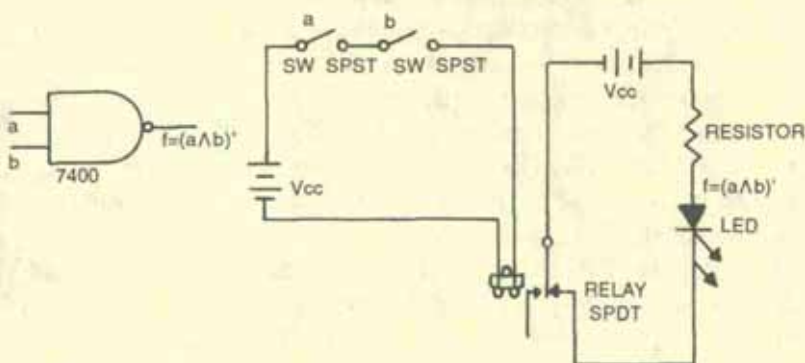 a b
SW SPST SW SPST
Vcc
a
b
7400
f=(a∧b)'
Vcc
RESISTOR
f=(a∧b)'
LED
RELAY
SPDT